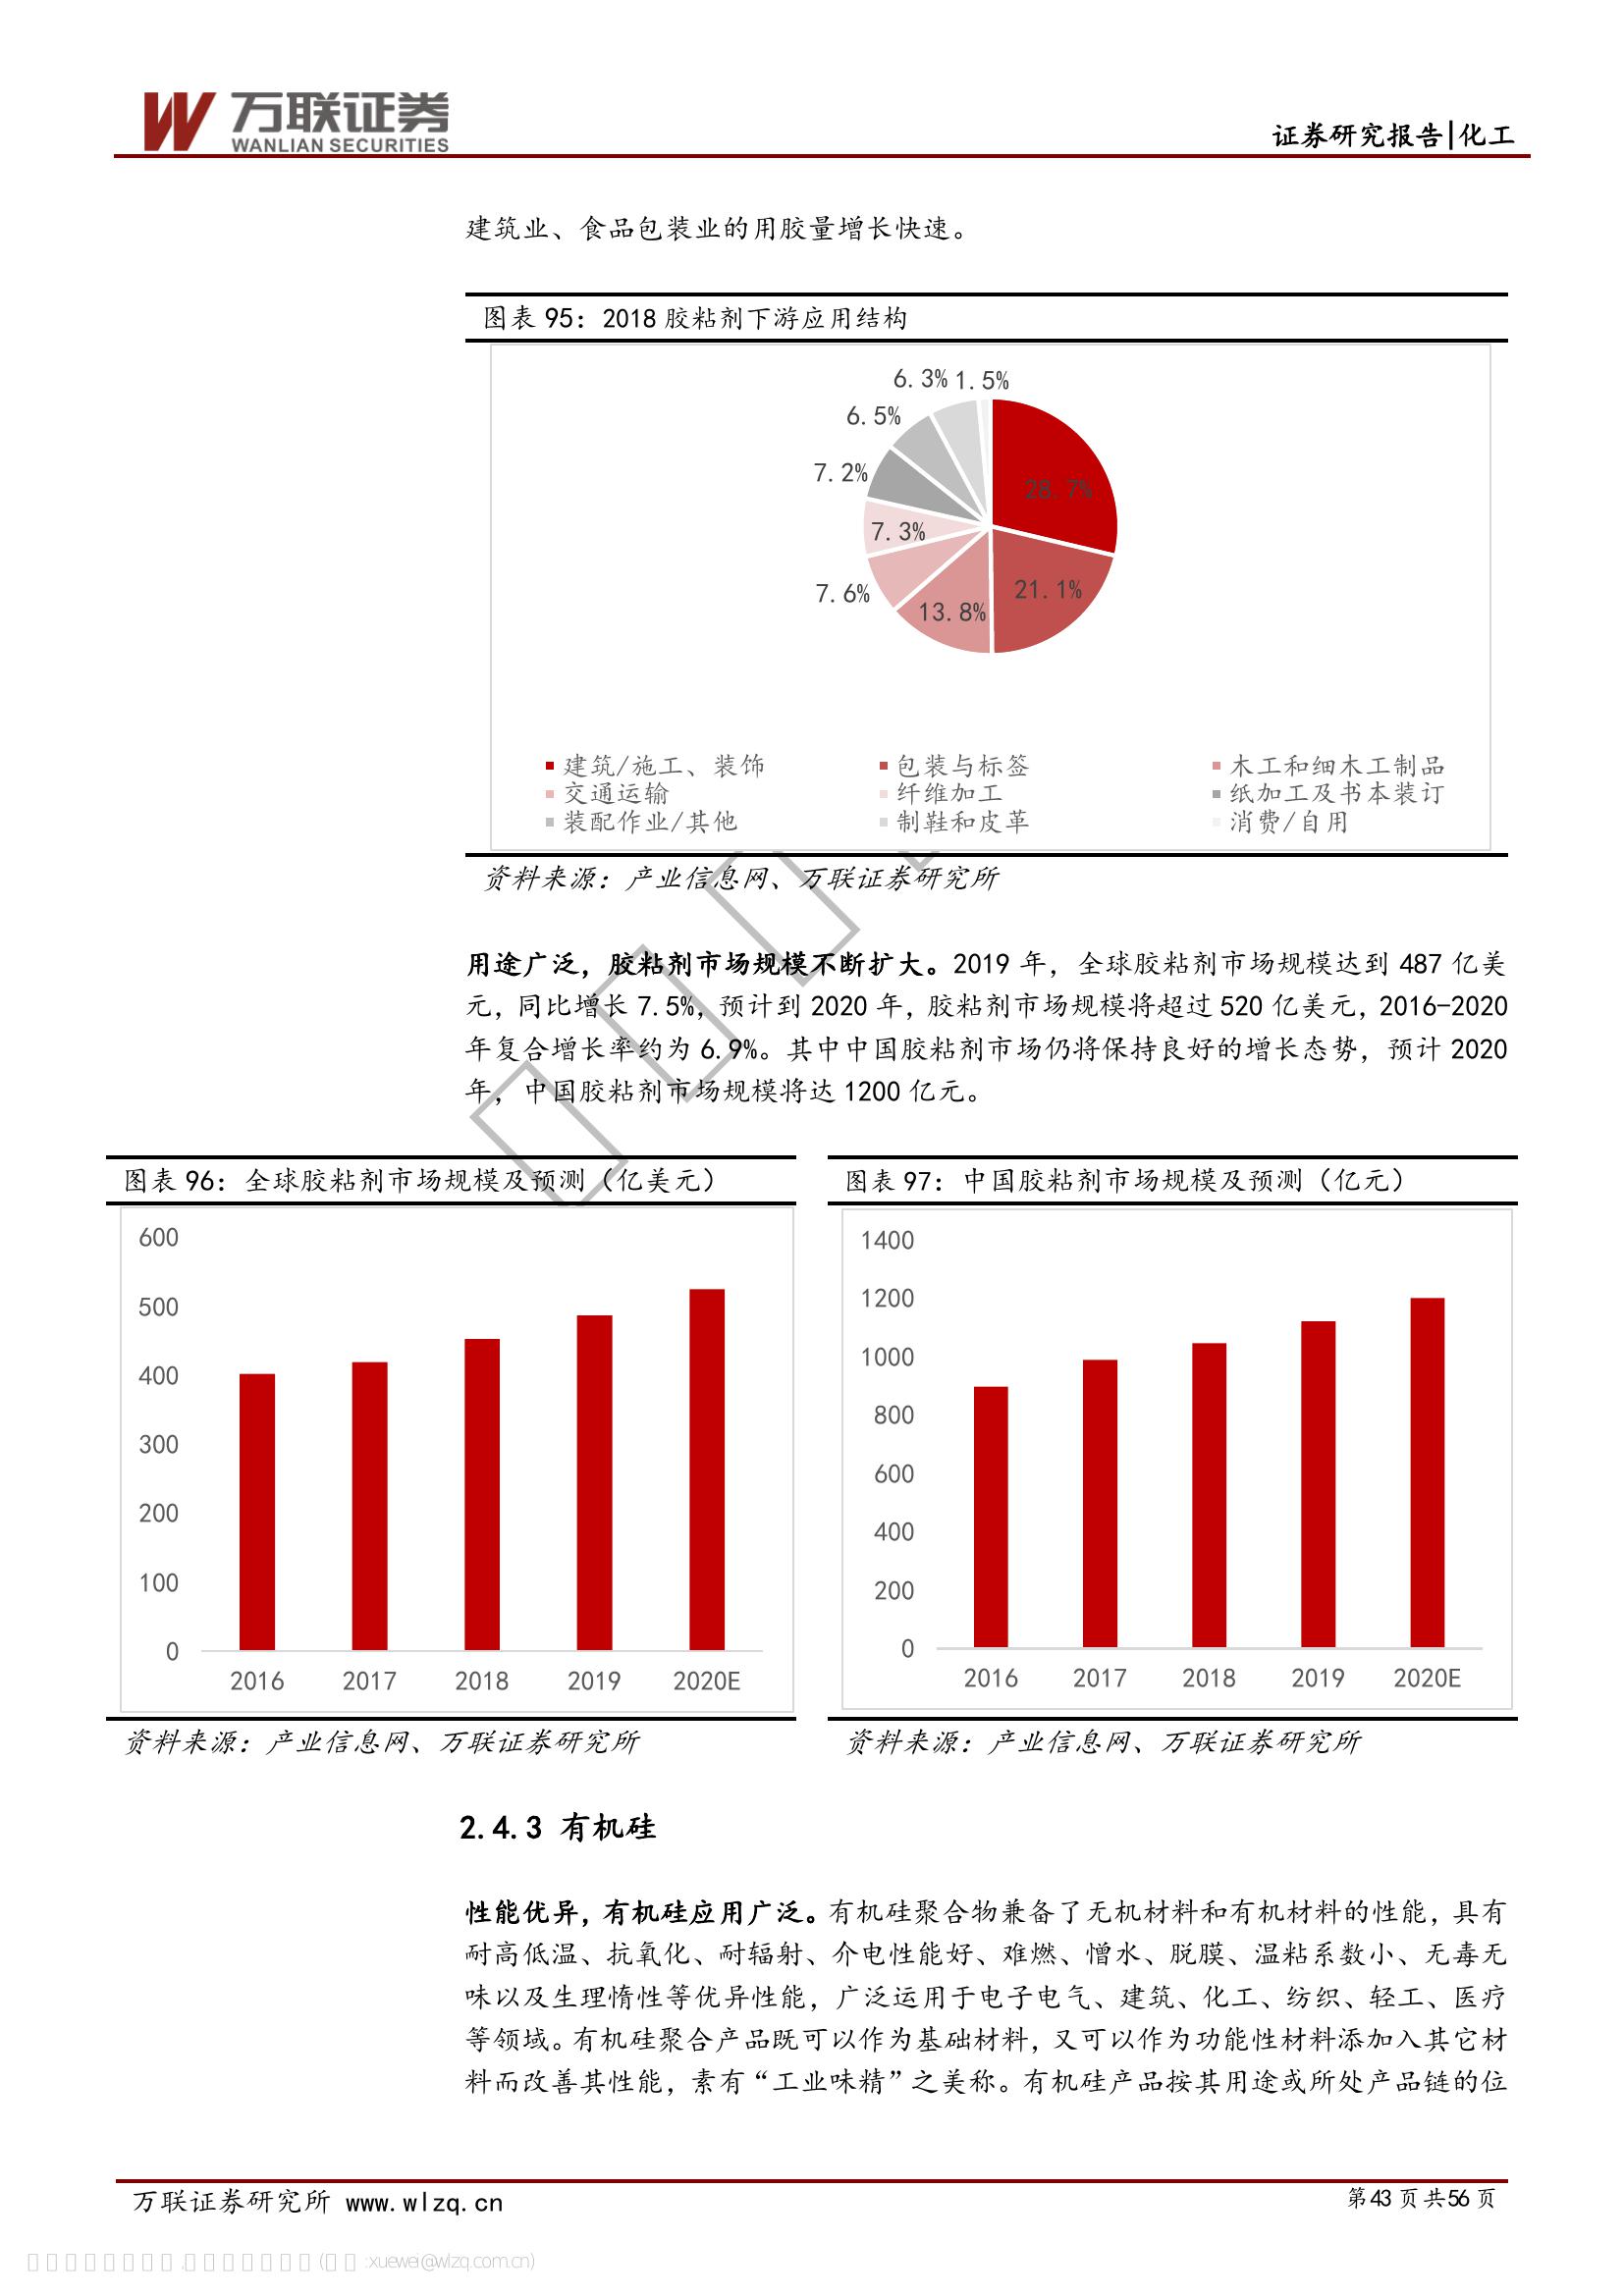 万联证券
WANLIAN SECURITIES
证券研究报告|化工
建筑业、食品包装业的用胶量增长快速。
图表 95：2018 胶粘剂下游应用结构
6.3% 1.5%
6.5%
7.2%
28.7%
7.3%
21.1%
7.6%
13.8%
建筑/施工、装饰 包装与标签 木工和细木工制品
交通运输 纤维加工 纸加工及书本装订
装配作业/其他 制鞋和皮革 消费/自用
资料来源：产业信息网、万联证券研究所
用途广泛，胶粘剂市场规模不断扩大。2019 年，全球胶粘剂市场规模达到 487 亿美
元，同比增长 7.5%，预计到 2020 年，胶粘剂市场规模将超过 520 亿美元，2016-2020
年复合增长率约为 6.9%。其中中国胶粘剂市场仍将保持良好的增长态势，预计 2020
年，中国胶粘剂市场规模将达 1200 亿元。
图表 96：全球胶粘剂市场规模及预测（亿美元）
600
500
400
300
200
100
0
2016 2017 2018 2019 2020E
资料来源：产业信息网、万联证券研究所
图表 97：中国胶粘剂市场规模及预测（亿元）
1400
1200
1000
800
600
400
200
0
2016 2017 2018 2019 2020E
资料来源：产业信息网、万联证券研究所
2.4.3 有机硅
性能优异，有机硅应用广泛。有机硅聚合物兼备了无机材料和有机材料的性能，具有
耐高低温、抗氧化、耐辐射、介电性能好、难燃、憎水、脱膜、温粘系数小、无毒无
味以及生理惰性等优异性能，广泛运用于电子电气、建筑、化工、纺织、轻工、医疗
等领域。有机硅聚合产品既可以作为基础材料，又可以作为功能性材料添加入其它材
料而改善其性能，素有“工业味精”之美称。有机硅产品按其用途或所处产品链的位
万联证券研究所 www.wlzq.cn
第43 页 共56 页
xuewei@wlzq.com.cn)